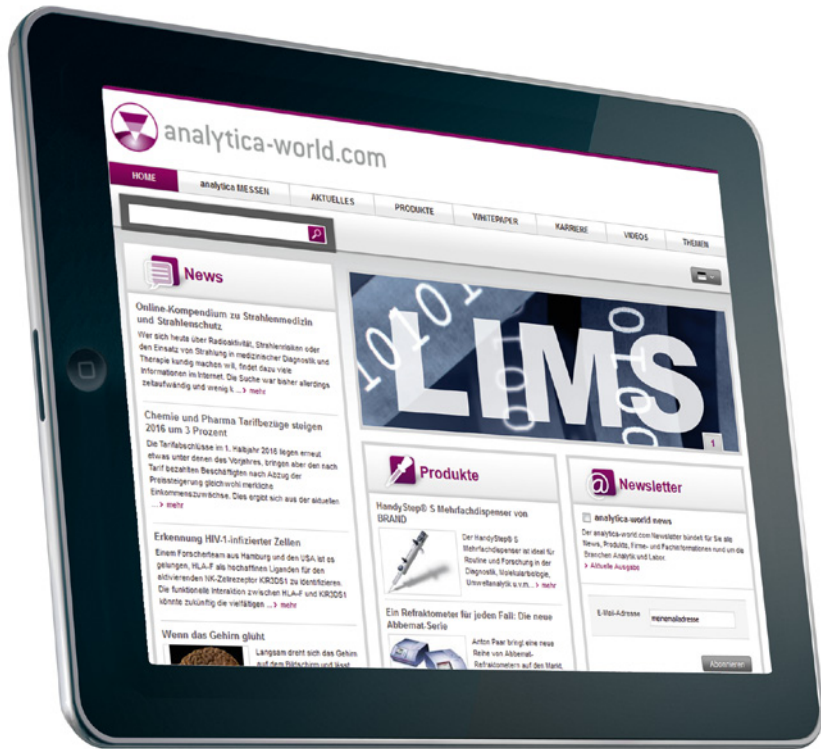 analytica-world.com
HOME
analytica MESSEN
AKTUELLES
PRODUKTE
WHITEPAPER
KARRIERE
VIDEOS
THEMEN
News
Online-Kompendium zu Strahlenmedizin
und Strahlenschutz
Wer sich heute über Radioaktivität, Strahlenrisiken oder
den Einsatz von Strahlung in medizinischer Diagnostik und
Therapie kundig machen will, findet dazu viele
Informationen im Internet. Die Suche war bisher allerdings
zeitaufwändig und wenig k ...> mehr
Chemie und Pharma Tarifbezüge steigen
2016 um 3 Prozent
Die Tarifabschlüsse im 1. Halbjahr 2016 liegen erneut
etwas unter denen des Vorjahres, bringen aber den nach
Tarif bezahlten Beschäftigten nach Abzug der
Preissteigerung gleichwohl merkliche
Einkommenszuwächse. Dies ergibt sich aus der aktuellen
...> mehr
Erkennung HIV-1-infizierter Zellen
Einem Forscherteam aus Hamburg und den USA ist es
gelungen, HLA-F als hochaffinen Liganden für den
aktivierenden NK-Zellrezeptor KIR3DS1 zu identifizieren.
Die funktionelle Interaktion zwischen HLA-F und KIR3DS1
könnte zukünftig die vielfältigen ...> mehr
Wenn das Gehirn glüht
Langsam dreht sich das Gehirn
auf dem Bildschirm und lässt
10101
LIMS
1
Produkte
HandyStep® S Mehrfachdispenser von
BRAND
Der HandyStep® S
Mehrfachdispenser ist ideal für
Routine und Forschung in der
Diagnostik, Molekularbiologie,
Umweltanalytik u.v.m... > mehr
Ein Refraktometer für jeden Fall: Die neue
Abbemat-Serie
Anton Paar bringt eine neue
Reihe von Abbemat-
Refraktometern auf den Markt,
Newsletter
analytica-world news
Der analytica-world.com Newsletter bündelt für Sie alle
News, Produkte, Firmen- und Fachinformationen rund um die
Branchen Analytik und Labor.
> Aktuelle Ausgabe
E-Mail-Adresse
Abonnieren